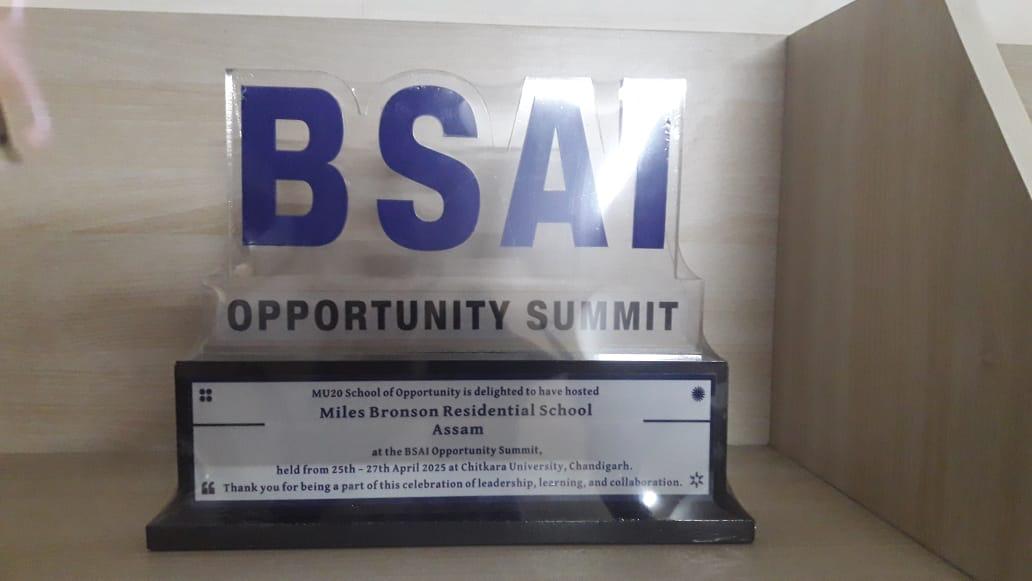 BSAI
OPPORTUNITY SUMMIT
MU20 School of Opportunity is delighted to have hosted
Miles Bronson Residential School
Assam
at the BSAI Opportunity Summit,
held from 25th – 27th April 2025 at Chitkara University, Chandigarh.
Thank you for being a part of this celebration of leadership, learning, and collaboration.